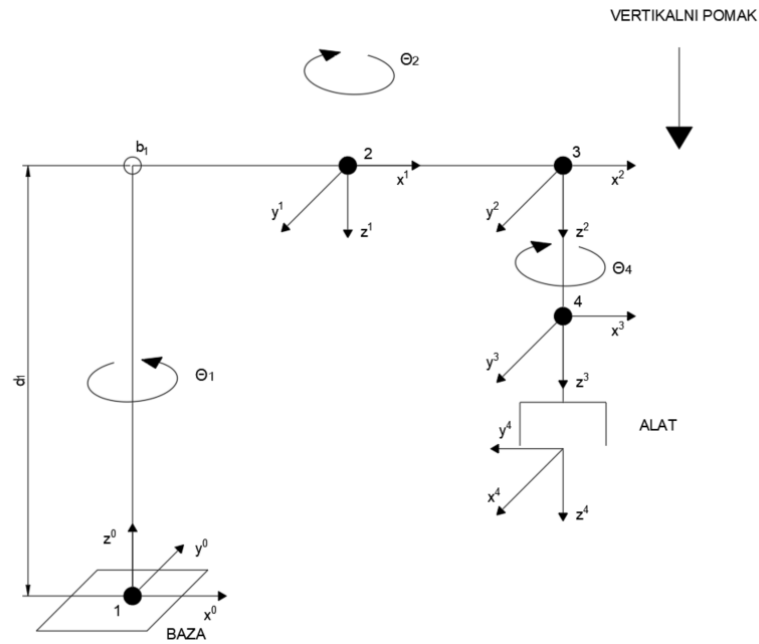 VERTIKALNI POMAK
Θ2
b1
2
3
x1
x2
y1
z1
y2
z2
Θ4
4
x3
y3
z3
Θ1
d1
ALAT
y4
x4
z4
z0
y0
1
x0
BAZA